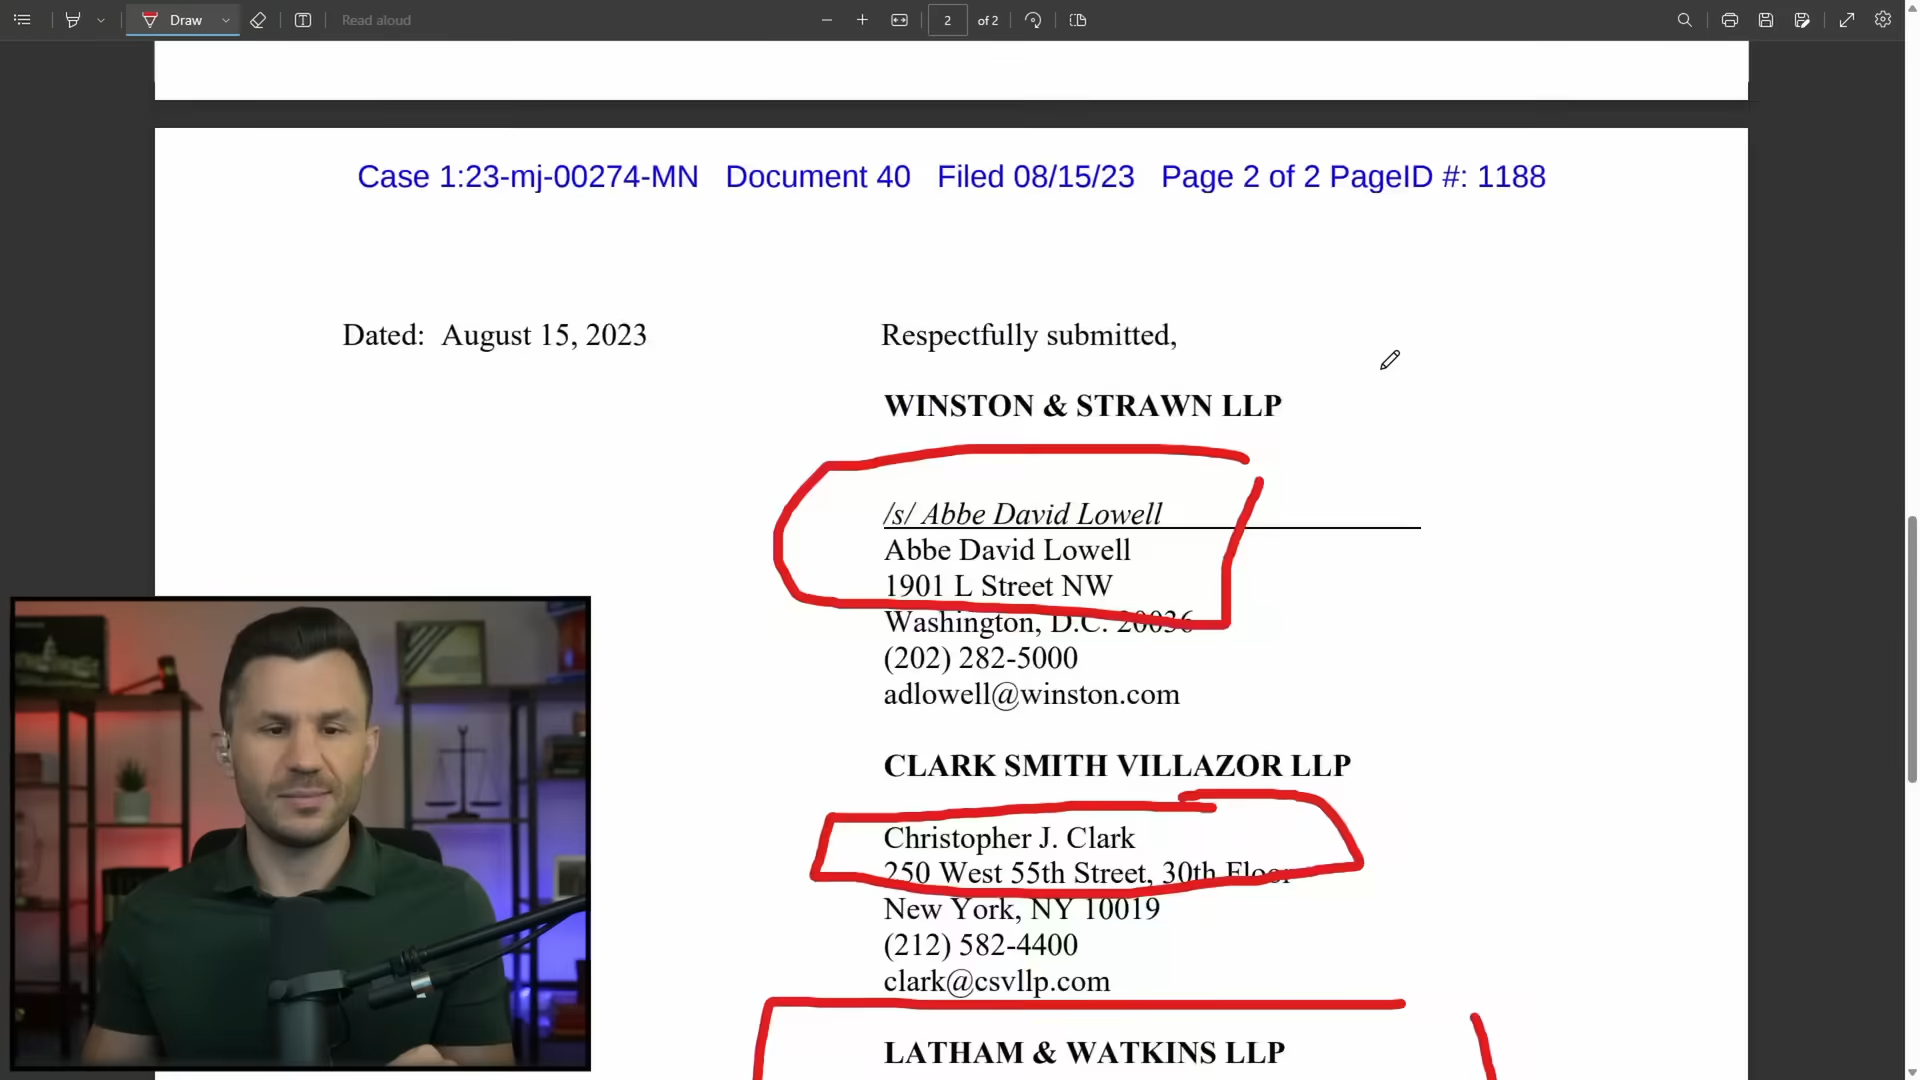 Draw
Read aloud
2
of 2
Case 1:23-mj-00274-MN Document 40 Filed 08/15/23 Page 2 of 2 PageID #: 1188
Dated: August 15, 2023
Respectfully submitted,
WINSTON & STRAWN LLP
/s/ Abbe David Lowell
Abbe David Lowell
1901 L Street NW
Washington, D.C. 20036
(202) 282-5000
adlowell@winston.com
CLARK SMITH VILLAZOR LLP
Christopher J. Clark
250 West 55th Street, 30th Floor
New York, NY 10019
(212) 582-4400
clark@csvllp.com
LATHAM & WATKINS LLP